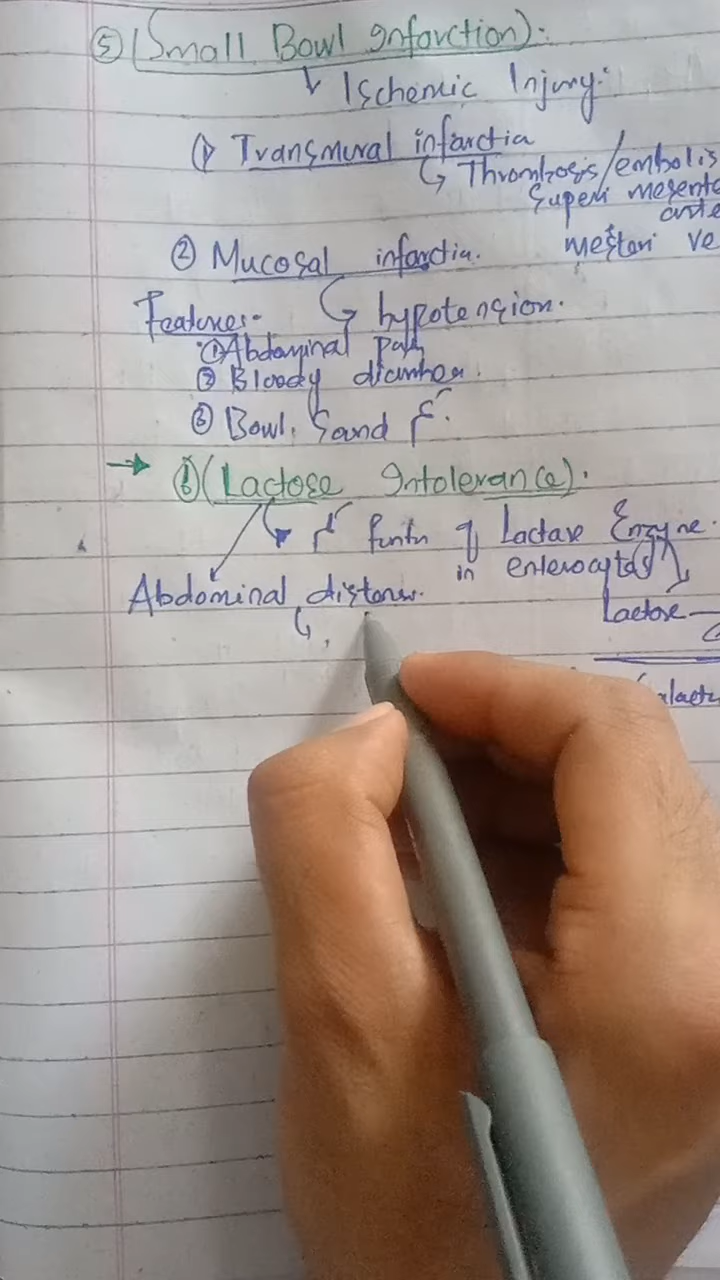 ⑤ (Small Bowl Infarction).
↓ Ischemic Injury.
① Transmural infarctia
↳ Thrombosis/embolis
Superi mesente
arte
② Mucosal infarctia. mesteri ve
Features- ↳ hypotension.
① Abdominal Pain
② Bloody diarrhea.
③ Bowl. Sound
→ ⑥ (Lactose Intolerance).
↓ funtn of Lactase Enzyne.
in enterocytes
Abdominal distens.
Lactose
alact